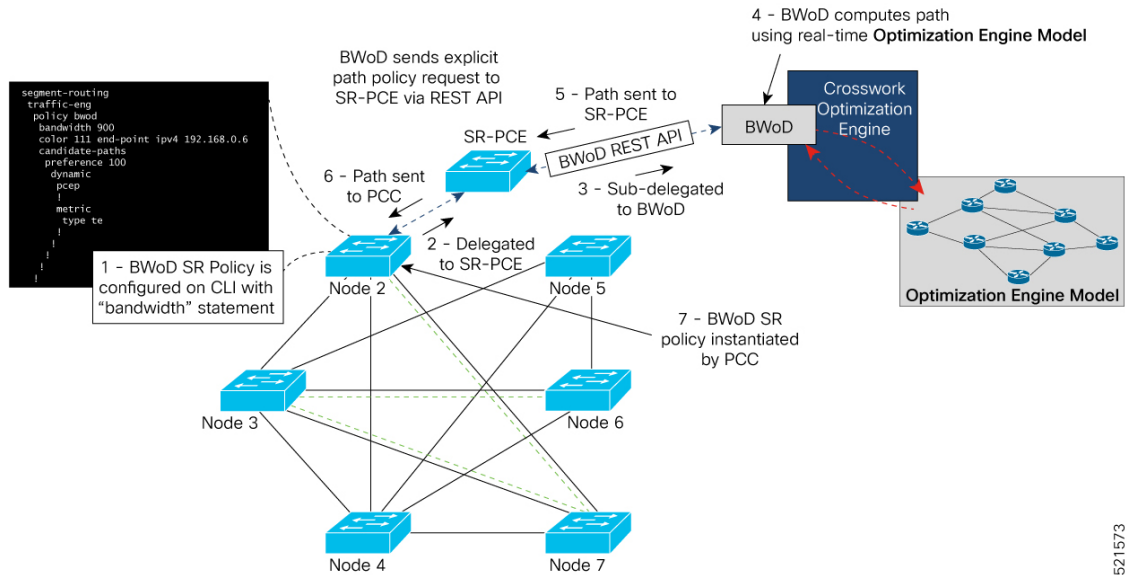 4 - BWoD computes path
using real-time Optimization Engine Model
BWoD sends explicit
path policy request to
SR-PCE via REST API
segment-routing
traffic-eng
policy bwod
bandwidth 900
color 111 end-point ipv4 192.168.0.6
candidate-paths
preference 100
dynamic
pcep
!
metric
type te
!
!
!
!
5 - Path sent to
SR-PCE
Crosswork
Optimization
Engine
BWoD
SR-PCE
BWoD REST API
6 - Path sent
to PCC
3 - Sub-delegated
to BWoD
2 - Delegated
to SR-PCE
1 - BWoD SR Policy is
configured on CLI with
“bandwidth” statement
Node 2
Node 5
Optimization Engine Model
7 - BWoD SR
policy instantiated
by PCC
Node 3
Node 6
Node 4
Node 7
521573